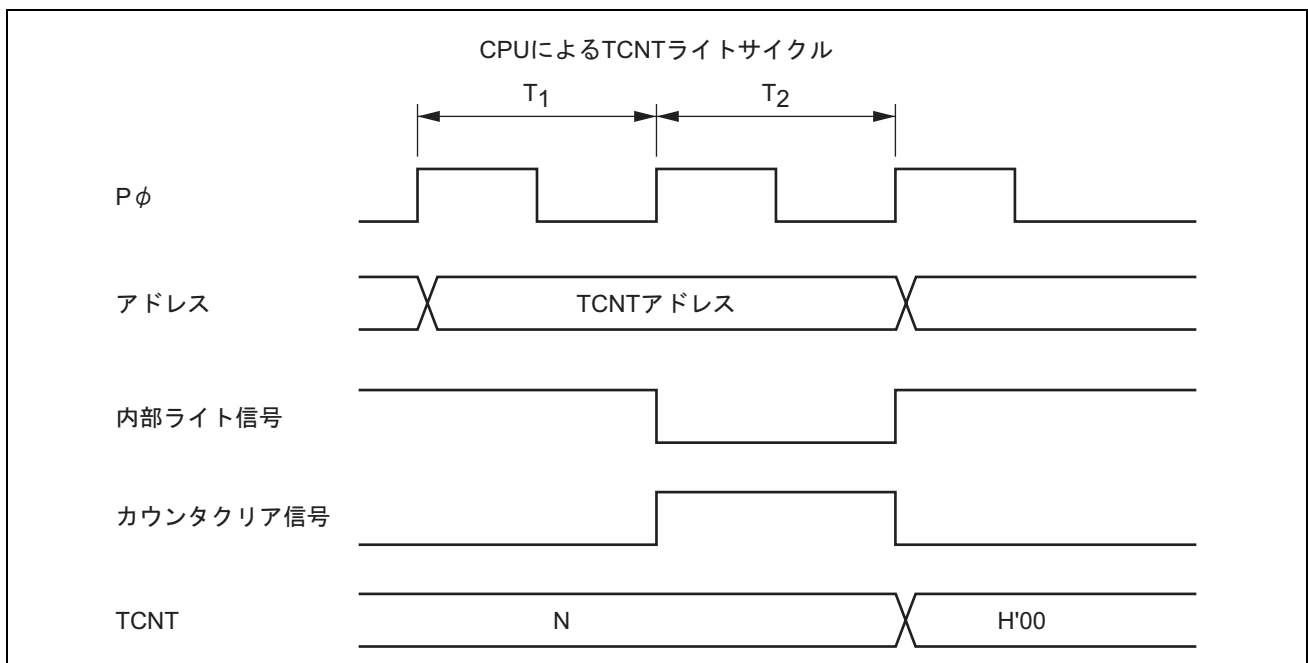 CPUによるTCNTライトサイクル
T1 T2
Pφ
アドレス TCNTアドレス
内部ライト信号
カウンタクリア信号
TCNT N H'00